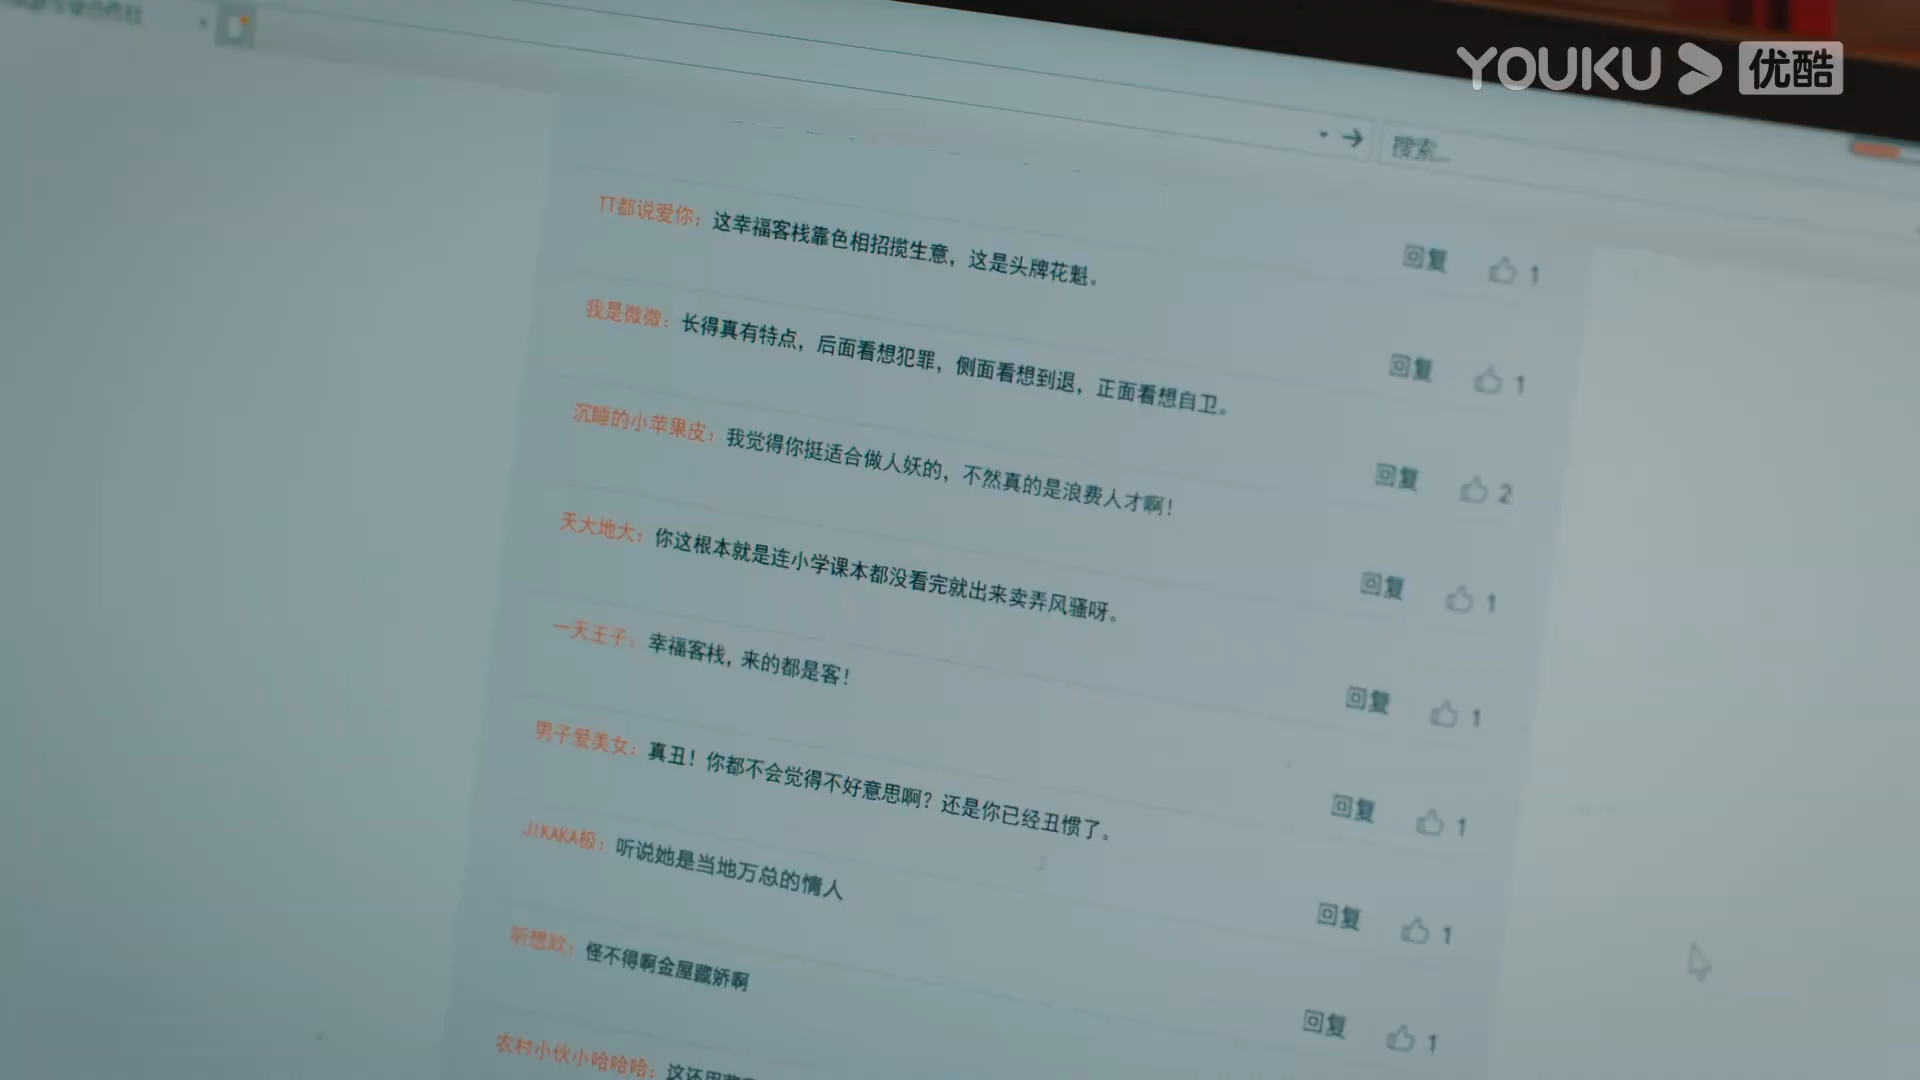 YOUKU 优酷
搜索...
TT都说爱你：这幸福客栈靠色相招揽生意，这是头牌花魁。
回复 1
我是微微：长得真有特点，后面看想犯罪，侧面看想到退，正面看想自卫。
回复 1
沉睡的小苹果皮：我觉得你挺适合做人妖的，不然真的是浪费人才啊！
回复 2
天大地大：你这根本就是连小学课本都没看完就出来卖弄风骚呀。
回复 1
一天王子：幸福客栈，来的都是客！
回复 1
男子爱美女：真丑！你都不会觉得不好意思啊？还是你已经丑惯了。
回复 1
JIKAKA极：听说她是当地万总的情人
回复 1
听想欧：怪不得啊金屋藏娇啊
回复 1
农村小伙小哈哈哈：这还用